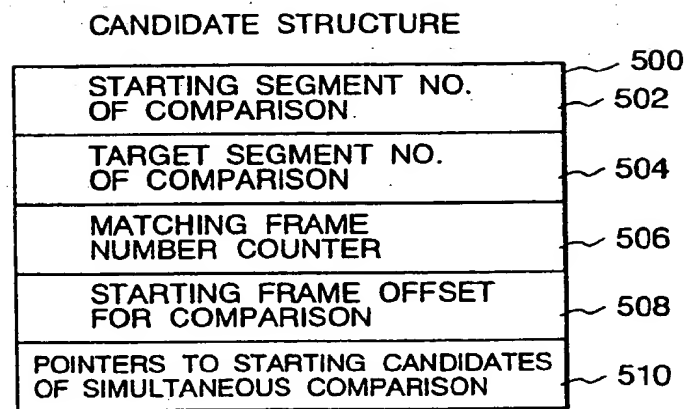 CANDIDATE STRUCTURE
500
STARTING SEGMENT NO.
OF COMPARISON
502
TARGET SEGMENT NO.
OF COMPARISON
504
MATCHING FRAME
NUMBER COUNTER
506
STARTING FRAME OFFSET
FOR COMPARISON
508
POINTERS TO STARTING CANDIDATES
OF SIMULTANEOUS COMPARISON
510